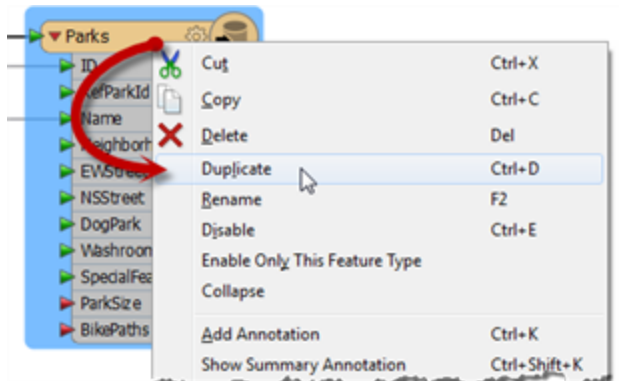 Parks
ID
RefParkId
Name
Neighborh
EWStreet
NSStreet
DogPark
Washroon
SpecialFea
ParkSize
BikePaths
Cut Ctrl+X
Copy Ctrl+C
Delete Del
Duplicate Ctrl+D
Rename F2
Disable Ctrl+E
Enable Only This Feature Type
Collapse
Add Annotation Ctrl+K
Show Summary Annotation Ctrl+Shift+K